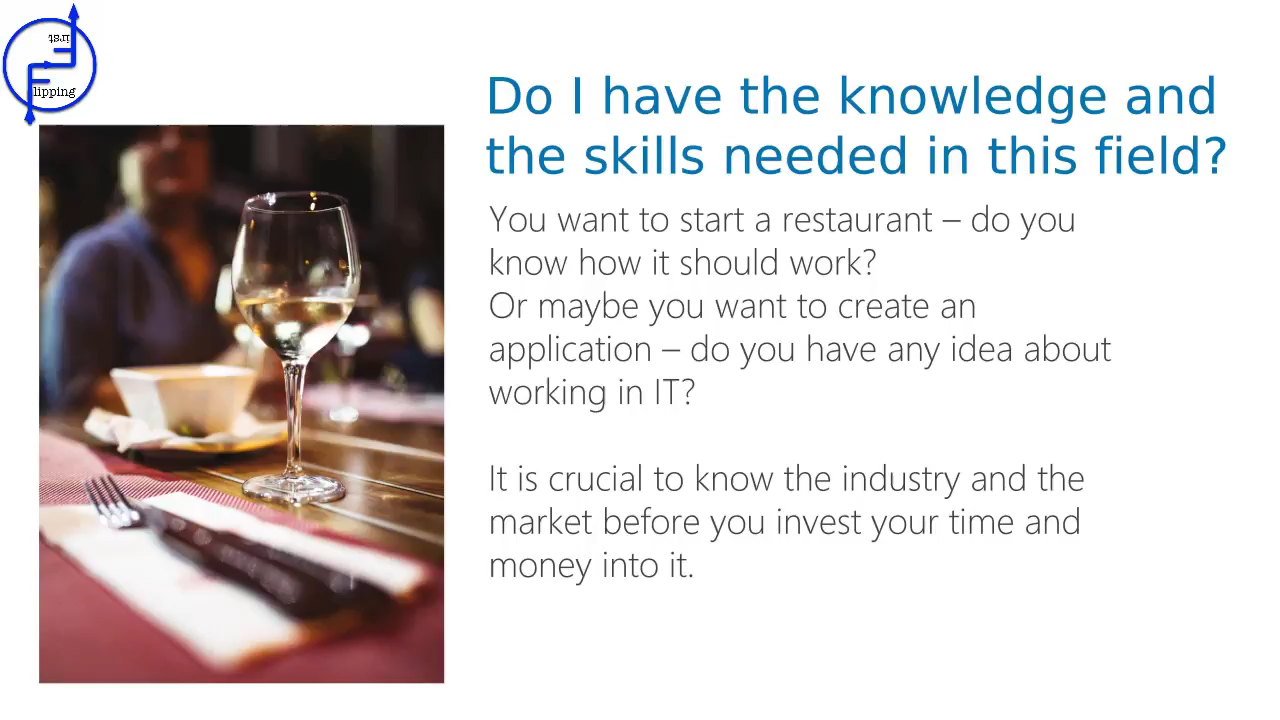 irst
lipping
Do I have the knowledge and
the skills needed in this field?
You want to start a restaurant – do you
know how it should work?
Or maybe you want to create an
application – do you have any idea about
working in IT?
It is crucial to know the industry and the
market before you invest your time and
money into it.